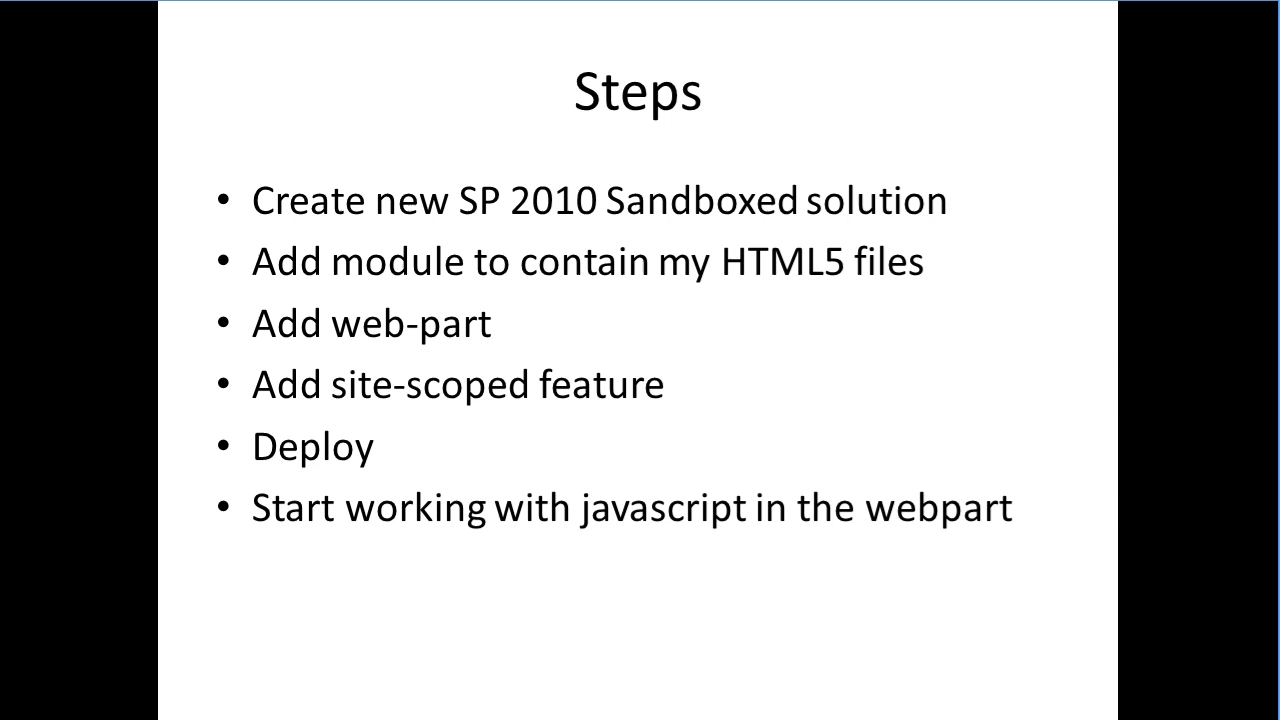 Steps
• Create new SP 2010 Sandboxed solution
• Add module to contain my HTML5 files
• Add web-part
• Add site-scoped feature
• Deploy
• Start working with javascript in the webpart